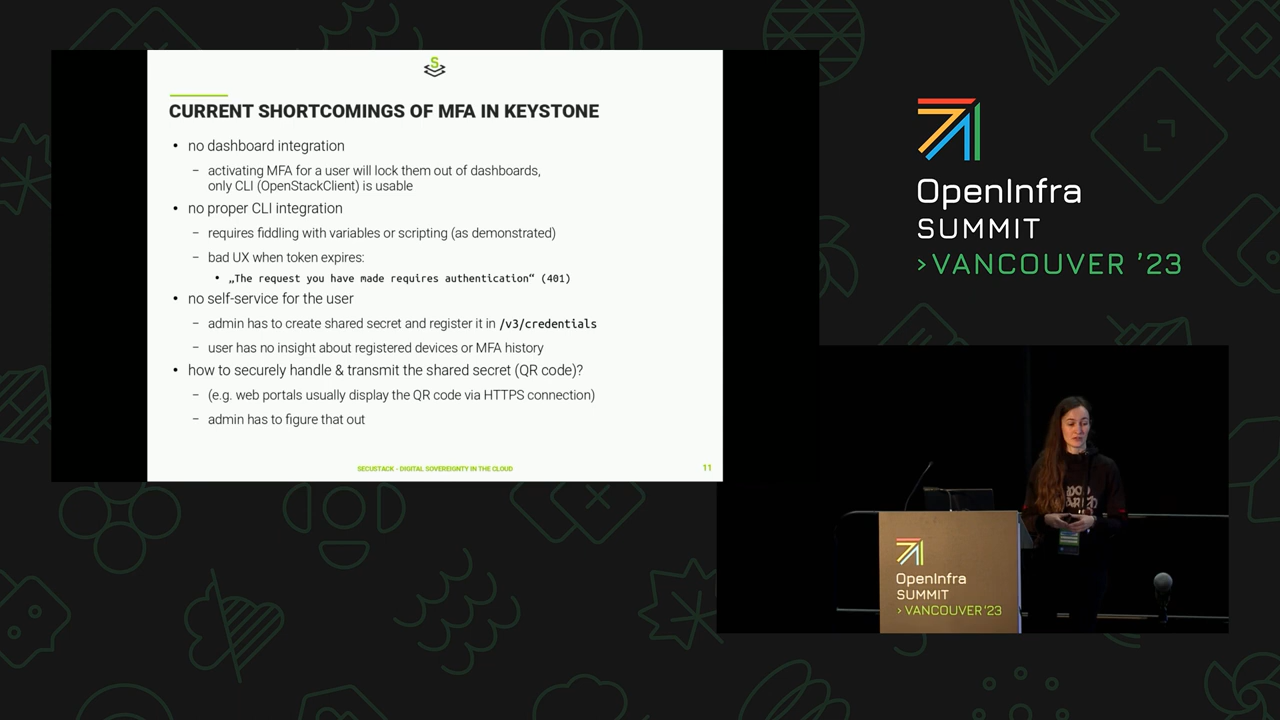 S
CURRENT SHORTCOMINGS OF MFA IN KEYSTONE
• no dashboard integration
– activating MFA for a user will lock them out of dashboards,
only CLI (OpenStackClient) is usable
• no proper CLI integration
– requires fiddling with variables or scripting (as demonstrated)
– bad UX when token expires:
• „The request you have made requires authentication“ (401)
• no self-service for the user
– admin has to create shared secret and register it in /v3/credentials
– user has no insight about registered devices or MFA history
• how to securely handle & transmit the shared secret (QR code)?
– (e.g. web portals usually display the QR code via HTTPS connection)
– admin has to figure that out
SECUSTACK - DIGITAL SOVEREIGNTY IN THE CLOUD
11
OpenInfra
SUMMIT
>VANCOUVER '23
OpenInfra
SUMMIT
>VANCOUVER '23